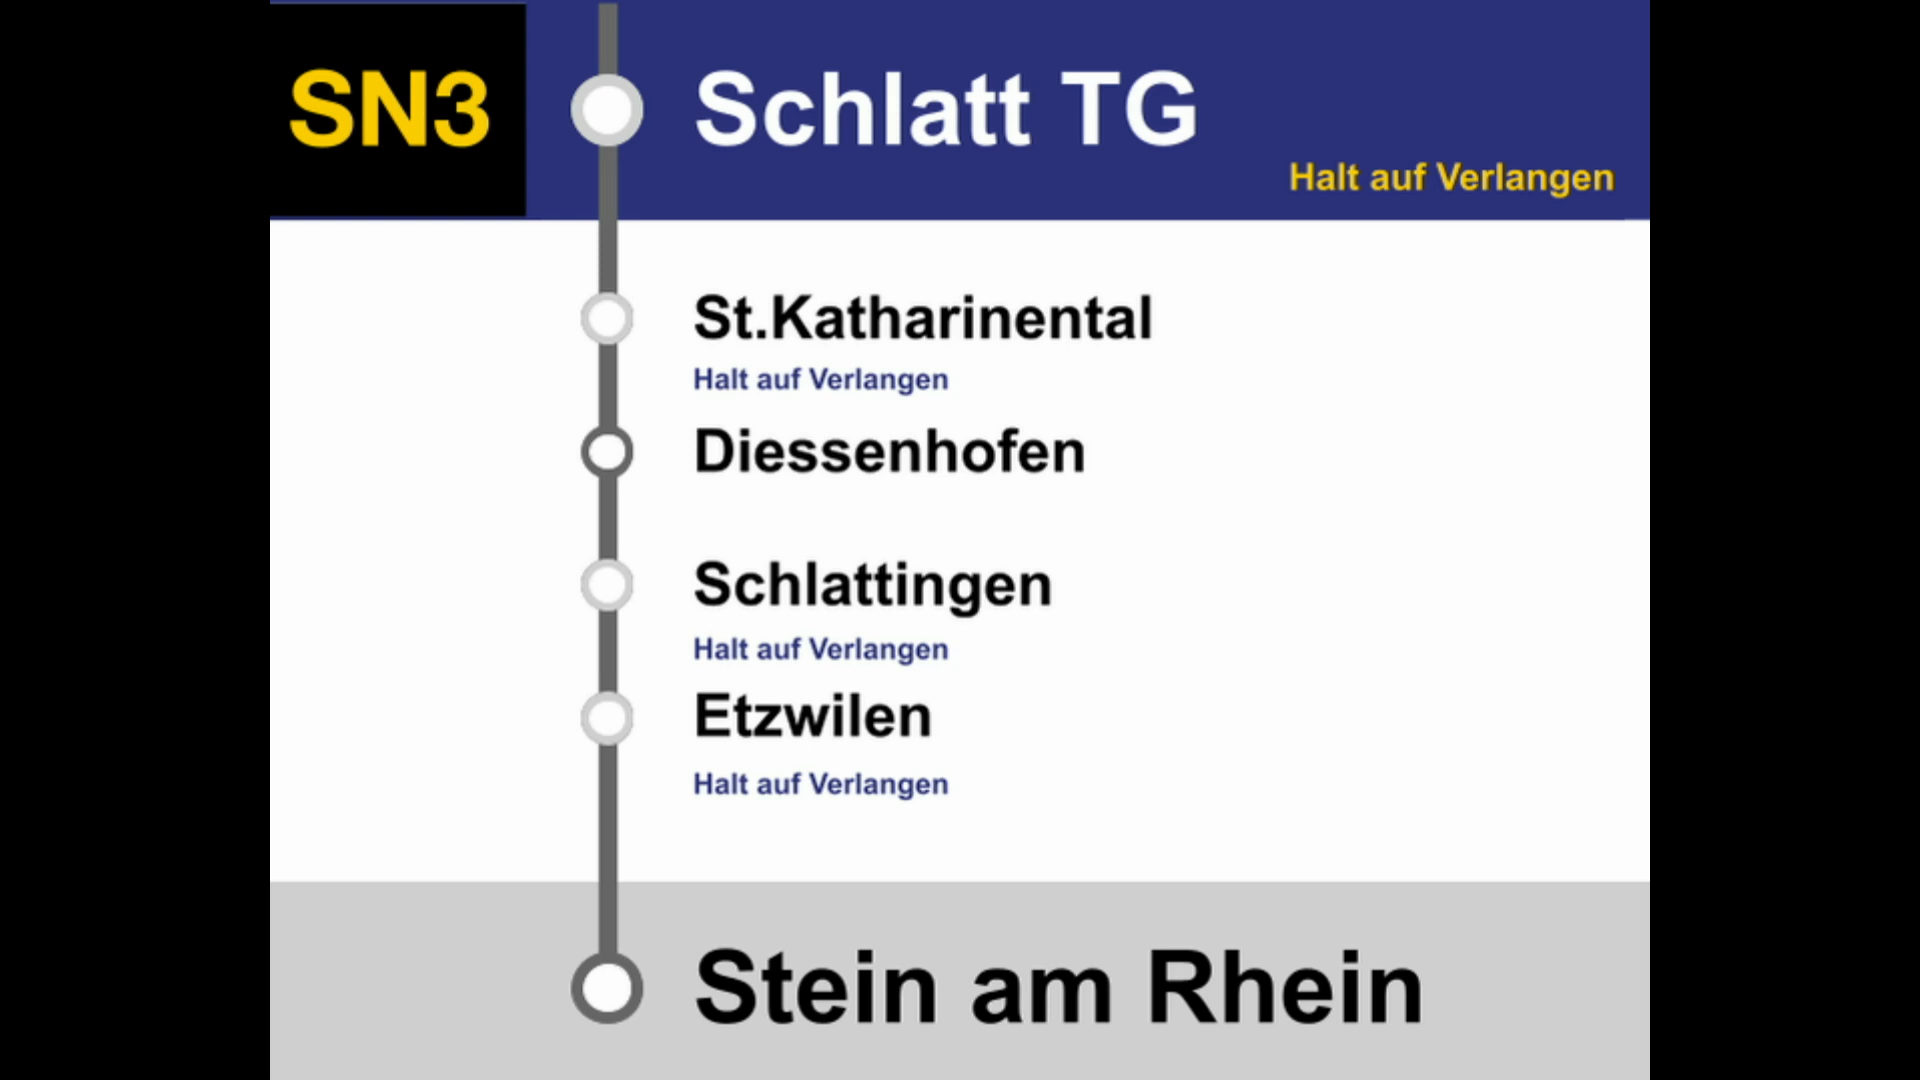 SN3
Schlatt TG
Halt auf Verlangen
St.Katharinental
Halt auf Verlangen
Diessenhofen
Schlattingen
Halt auf Verlangen
Etzwilen
Halt auf Verlangen
Stein am Rhein